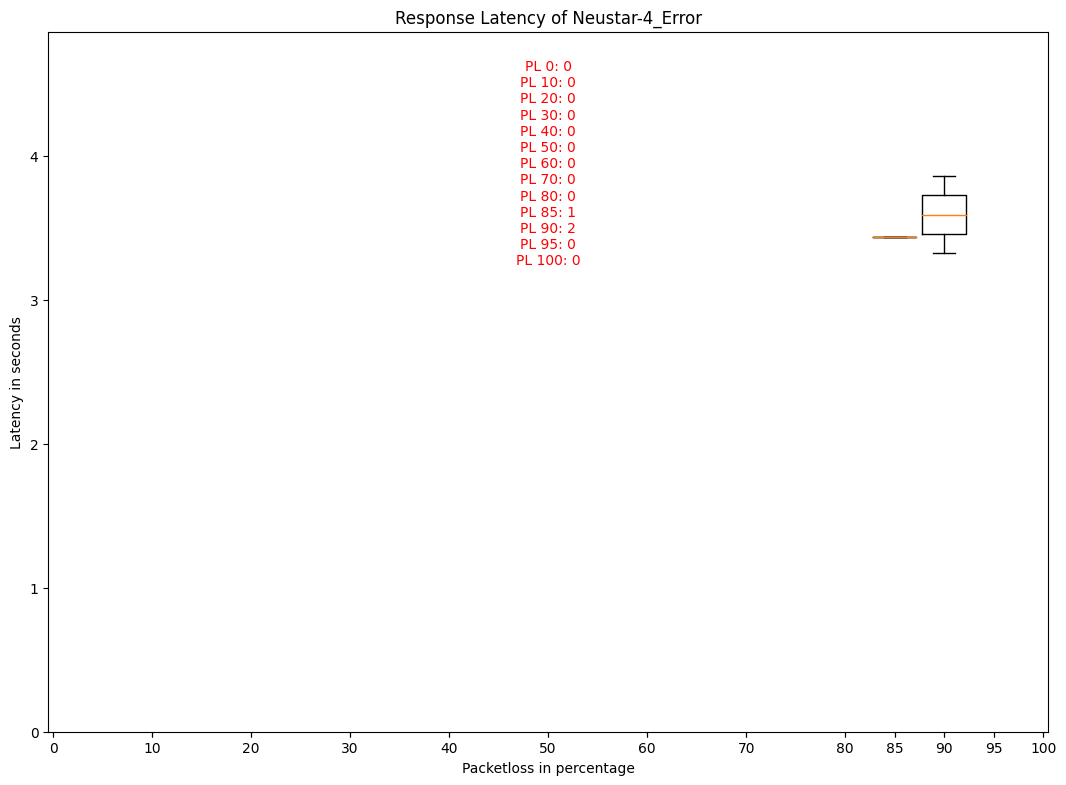 Response Latency of Neustar-4_Error
PL 0: 0
PL 10: 0
PL 20: 0
PL 30: 0
PL 40: 0
PL 50: 0
PL 60: 0
PL 70: 0
PL 80: 0
PL 85: 1
PL 90: 2
PL 95: 0
PL 100: 0
4
3
2
1
0
Latency in seconds
0 10 20 30 40 50 60 70 80 85 90 95 100
Packetloss in percentage